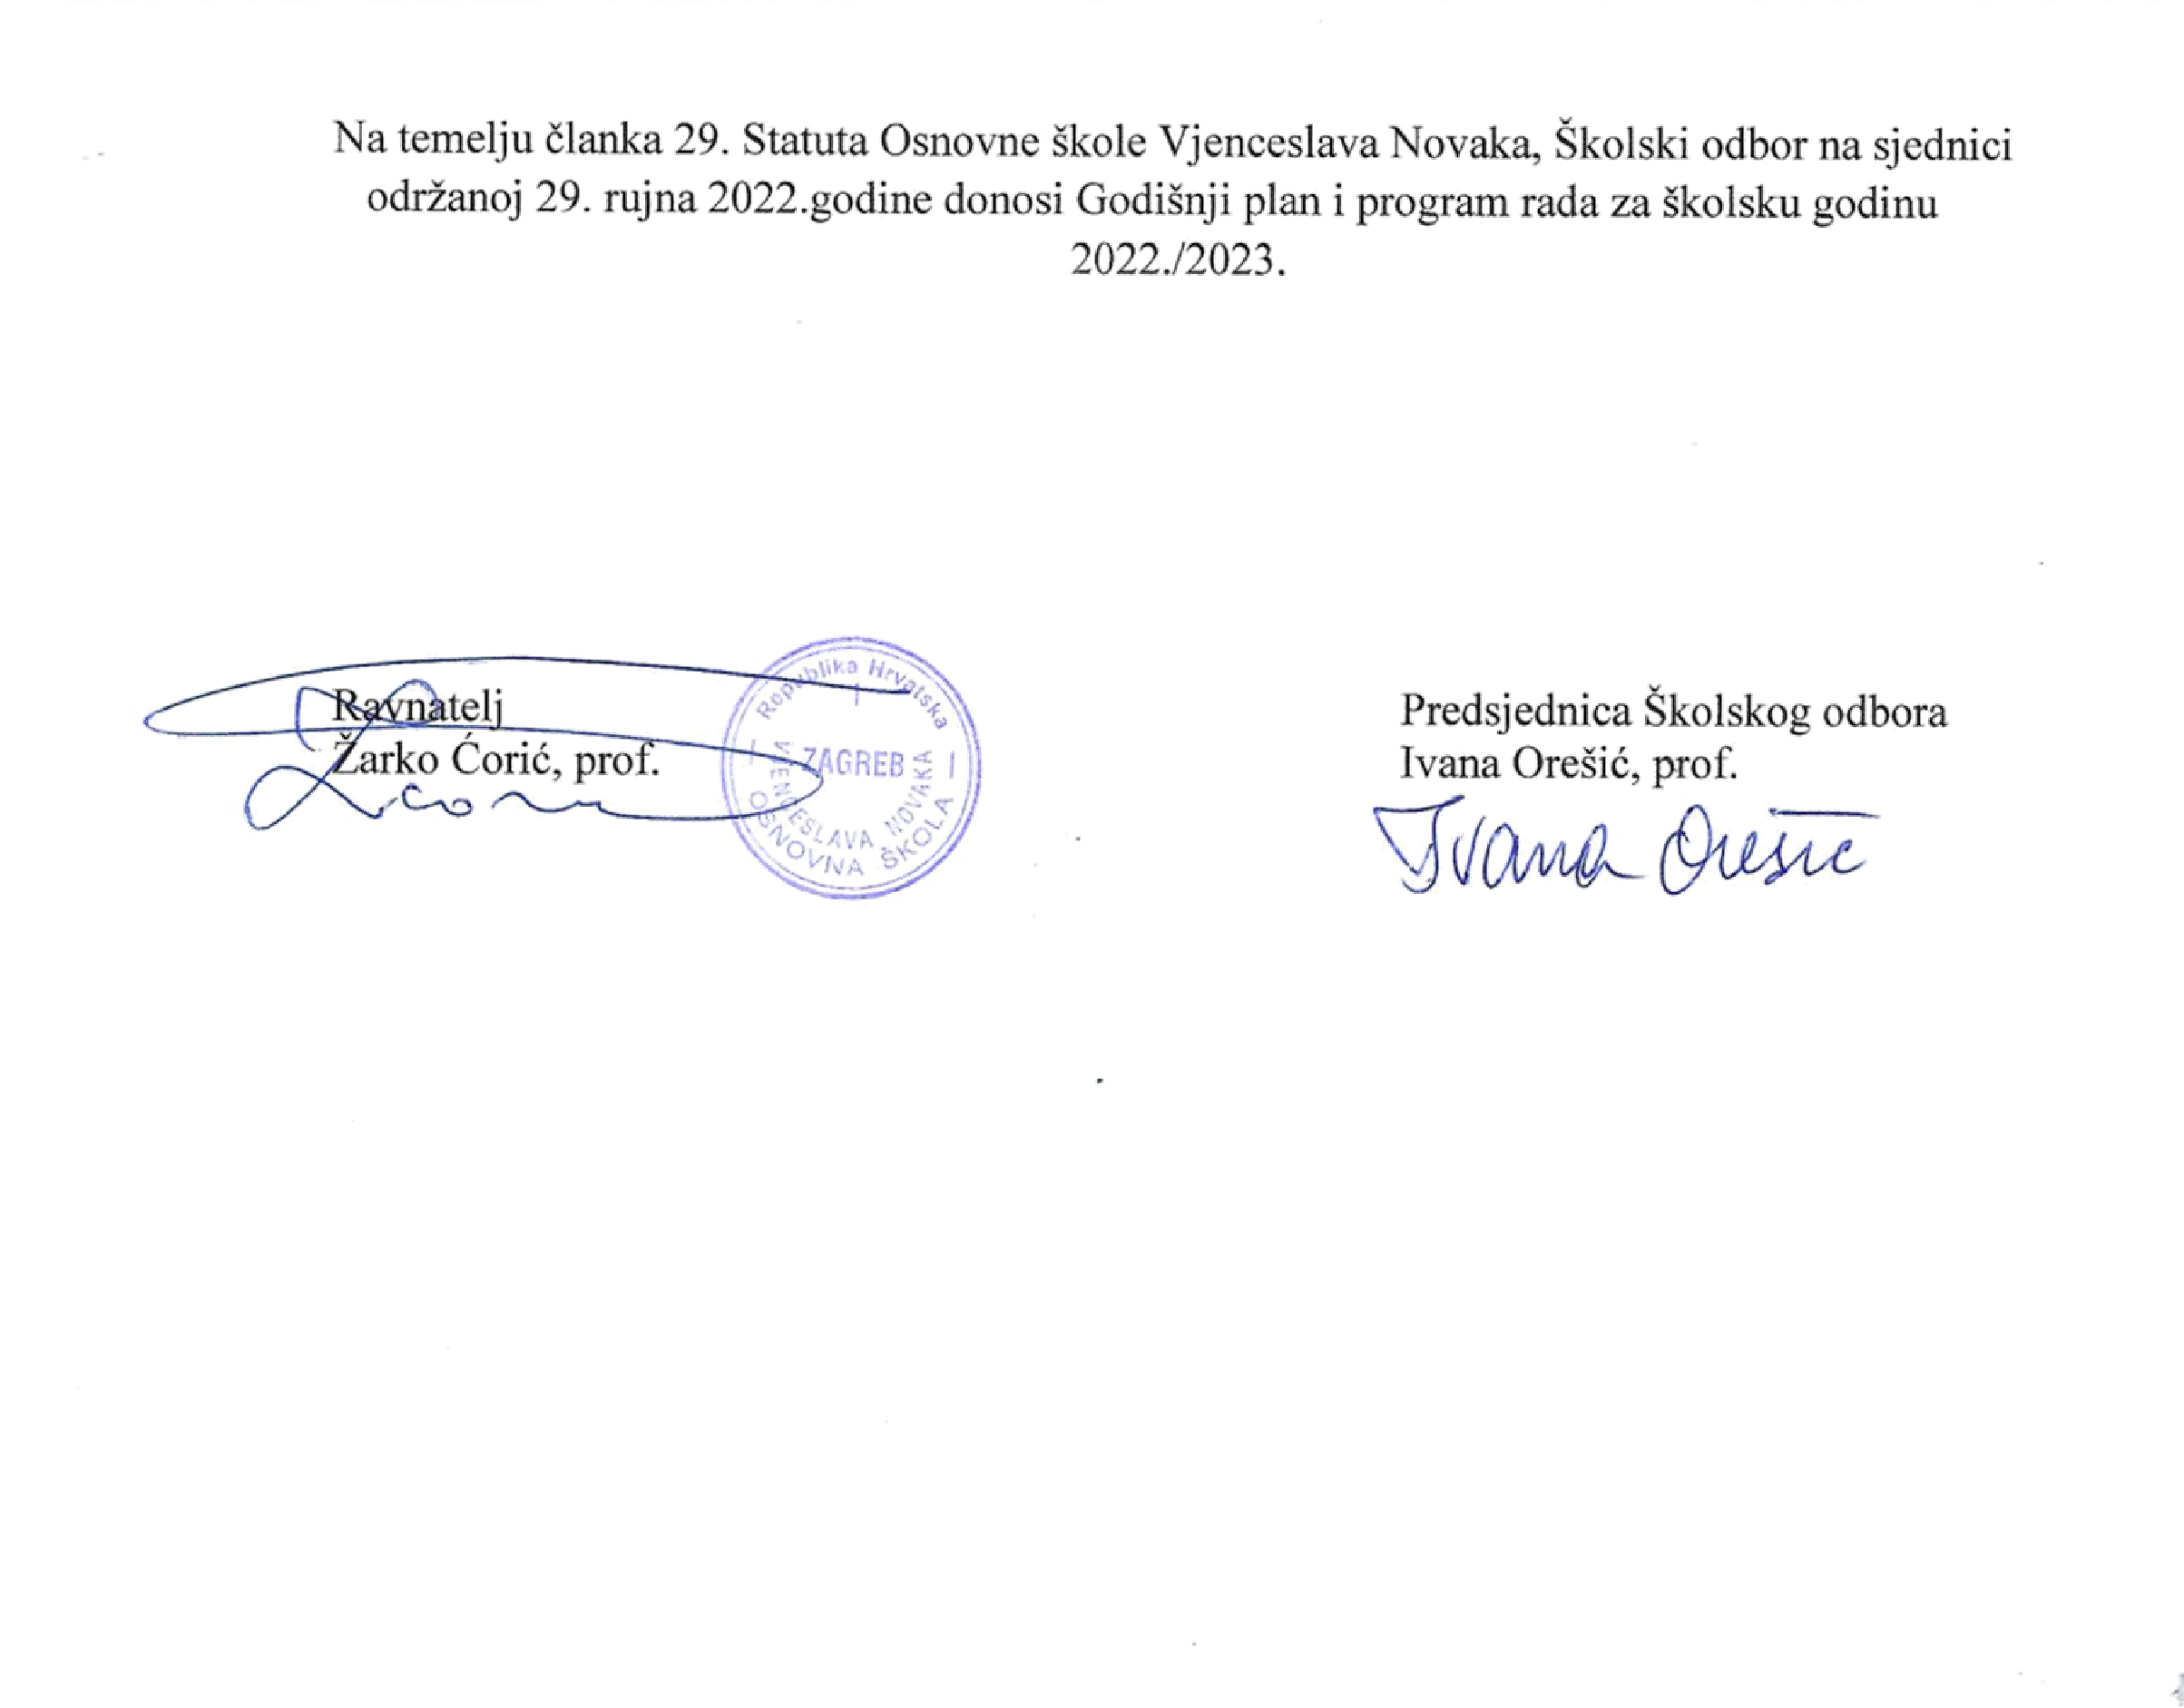 Na temelju članka 29. Statuta Osnovne škole Vjenceslava Novaka, Školski odbor na sjednici
održanoj 29. rujna 2022.godine donosi Godišnji plan i program rada za školsku godinu
2022./2023.
Ravnatelj
Žarko Ćorić, prof.
Republika Hrvatska
ZAGREB
VJENCESLAVA NOVAKA
OSNOVNA ŠKOLA
Predsjednica Školskog odbora
Ivana Orešić, prof.
Ivana Orešić